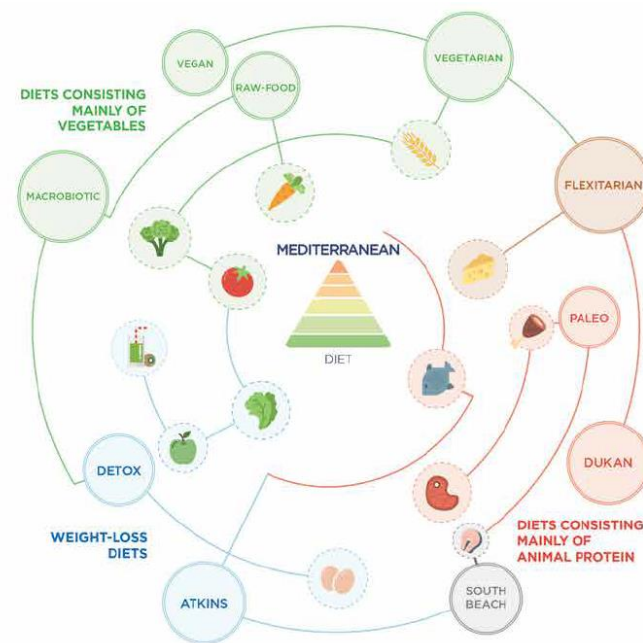 VEGAN
VEGETARIAN
RAW-FOOD
DIETS CONSISTING
MAINLY OF
VEGETABLES
MACROBIOTIC
FLEXITARIAN
MEDITERRANEAN
DIET
PALEO
DETOX
DUKAN
WEIGHT-LOSS
DIETS
DIETS CONSISTING
MAINLY OF
ANIMAL PROTEIN
ATKINS
SOUTH
BEACH